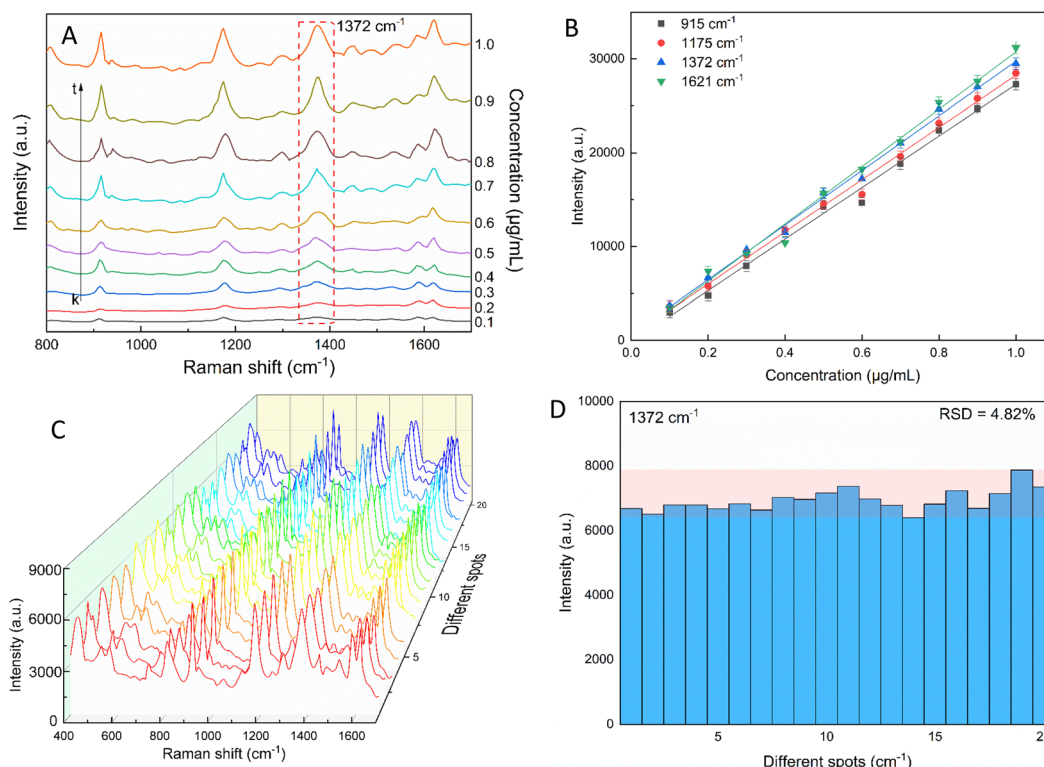 A
1372 cm⁻¹
t
k
1.0
0.9
0.8
0.7
0.6
0.5
0.4
0.3
0.2
0.1
Intensity (a.u.)
Concentration (µg/mL)
800 1000 1200 1400 1600
Raman shift (cm⁻¹)
B
915 cm⁻¹
1175 cm⁻¹
1372 cm⁻¹
1621 cm⁻¹
30000
20000
10000
0
Intensity (a.u.)
0.0 0.2 0.4 0.6 0.8 1.0
Concentration (µg/mL)
C
9000
6000
3000
0
Intensity (a.u.)
400 600 800 1000 1200 1400 1600
Raman shift (cm⁻¹)
20
15
10
5
Different spots
D
1372 cm⁻¹
RSD = 4.82%
10000
8000
6000
4000
2000
0
Intensity (a.u.)
5 10 15 2
Different spots (cm⁻¹)